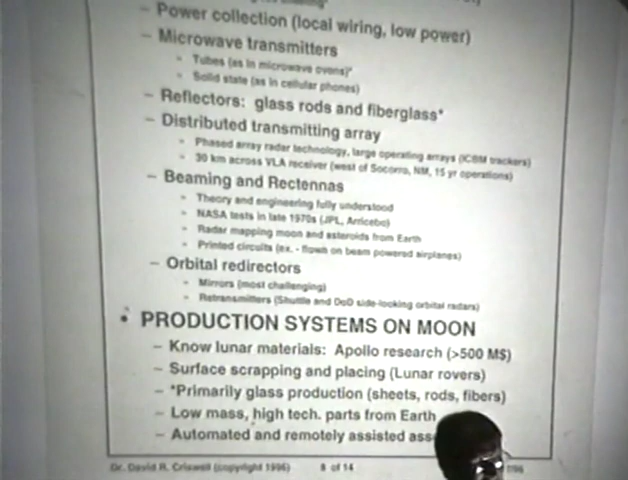 – Power collection (local wiring, low power)
– Microwave transmitters
» Tubes (as in microwave ovens)*
» Solid state (as in cellular phones)
– Reflectors: glass rods and fiberglass*
– Distributed transmitting array
» Phased array radar technology, large operating arrays (ICBM trackers)
» 30 km across VLA receiver (west of Socorro, NM, 15 yr operations)
– Beaming and Rectennas
» Theory and engineering fully understood
» NASA tests in late 1970s (JPL, Arricebo)
» Radar mapping moon and asteroids from Earth
» Printed circuits (ex. - flown on beam powered airplanes)
– Orbital redirectors
» Mirrors (most challenging)
» Retransmitters (Shuttle and DoD side-looking orbital radars)
• PRODUCTION SYSTEMS ON MOON
– Know lunar materials: Apollo research (>500 M$)
– Surface scrapping and placing (Lunar rovers)
– *Primarily glass production (sheets, rods, fibers)
– Low mass, high tech. parts from Earth
– Automated and remotely assisted ass
Dr. David R. Criswell (copyright 1996) 8 of 14